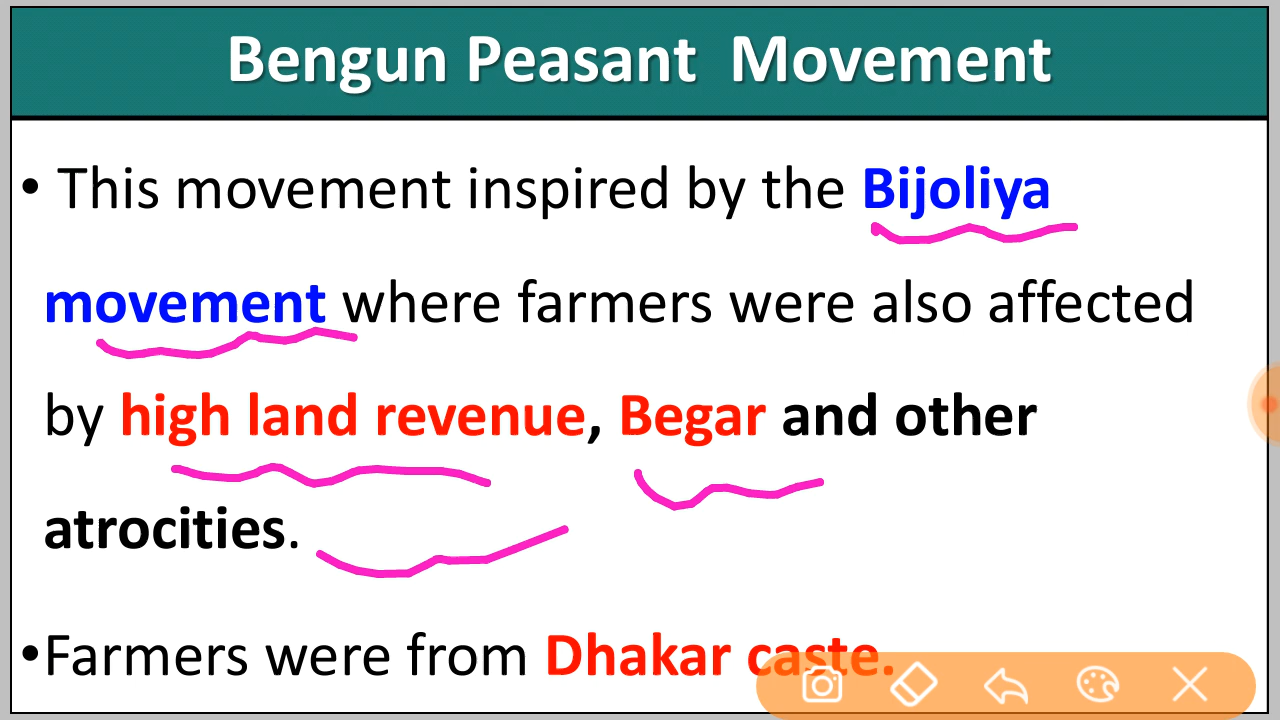 Bengun Peasant Movement
• This movement inspired by the Bijoliya
movement where farmers were also affected
by high land revenue, Begar and other
atrocities.
•Farmers were from Dhakar caste.